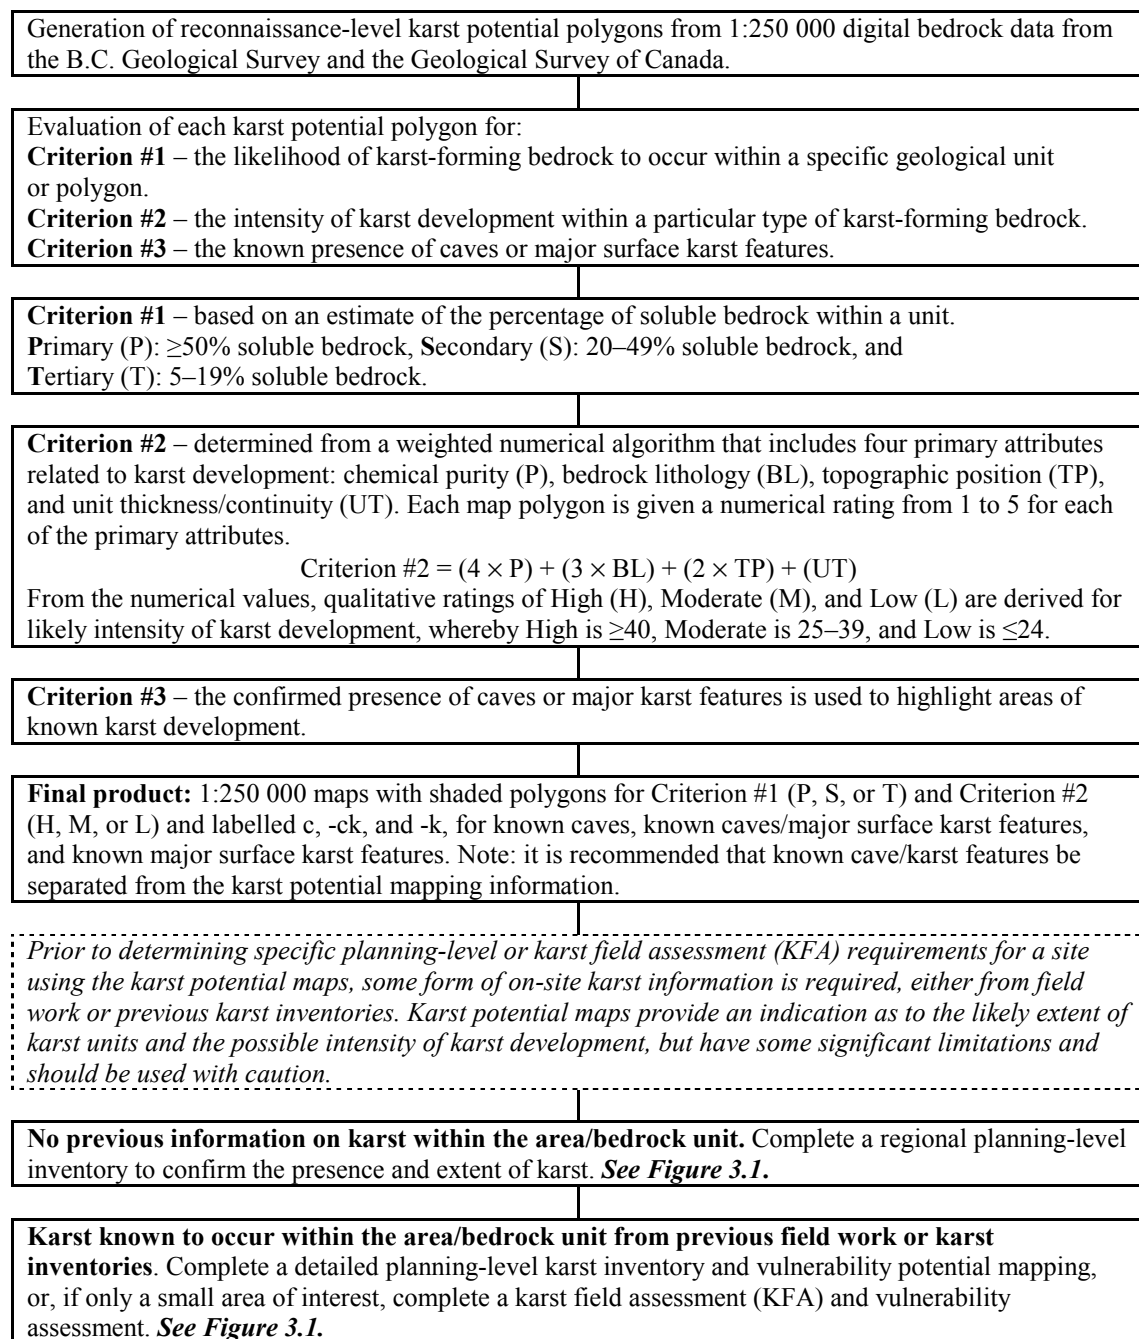 Generation of reconnaissance-level karst potential polygons from 1:250 000 digital bedrock data from
the B.C. Geological Survey and the Geological Survey of Canada.
Evaluation of each karst potential polygon for:
Criterion #1 – the likelihood of karst-forming bedrock to occur within a specific geological unit
or polygon.
Criterion #2 – the intensity of karst development within a particular type of karst-forming bedrock.
Criterion #3 – the known presence of caves or major surface karst features.
Criterion #1 – based on an estimate of the percentage of soluble bedrock within a unit.
Primary (P): ≥50% soluble bedrock, Secondary (S): 20–49% soluble bedrock, and
Tertiary (T): 5–19% soluble bedrock.
Criterion #2 – determined from a weighted numerical algorithm that includes four primary attributes
related to karst development: chemical purity (P), bedrock lithology (BL), topographic position (TP),
and unit thickness/continuity (UT). Each map polygon is given a numerical rating from 1 to 5 for each
of the primary attributes.
Criterion #2 = (4 × P) + (3 × BL) + (2 × TP) + (UT)
From the numerical values, qualitative ratings of High (H), Moderate (M), and Low (L) are derived for
likely intensity of karst development, whereby High is ≥40, Moderate is 25–39, and Low is ≤24.
Criterion #3 – the confirmed presence of caves or major karst features is used to highlight areas of
known karst development.
Final product: 1:250 000 maps with shaded polygons for Criterion #1 (P, S, or T) and Criterion #2
(H, M, or L) and labelled c, -ck, and -k, for known caves, known caves/major surface karst features,
and known major surface karst features. Note: it is recommended that known cave/karst features be
separated from the karst potential mapping information.
Prior to determining specific planning-level or karst field assessment (KFA) requirements for a site
using the karst potential maps, some form of on-site karst information is required, either from field
work or previous karst inventories. Karst potential maps provide an indication as to the likely extent of
karst units and the possible intensity of karst development, but have some significant limitations and
should be used with caution.
No previous information on karst within the area/bedrock unit. Complete a regional planning-level
inventory to confirm the presence and extent of karst. See Figure 3.1.
Karst known to occur within the area/bedrock unit from previous field work or karst
inventories. Complete a detailed planning-level karst inventory and vulnerability potential mapping,
or, if only a small area of interest, complete a karst field assessment (KFA) and vulnerability
assessment. See Figure 3.1.